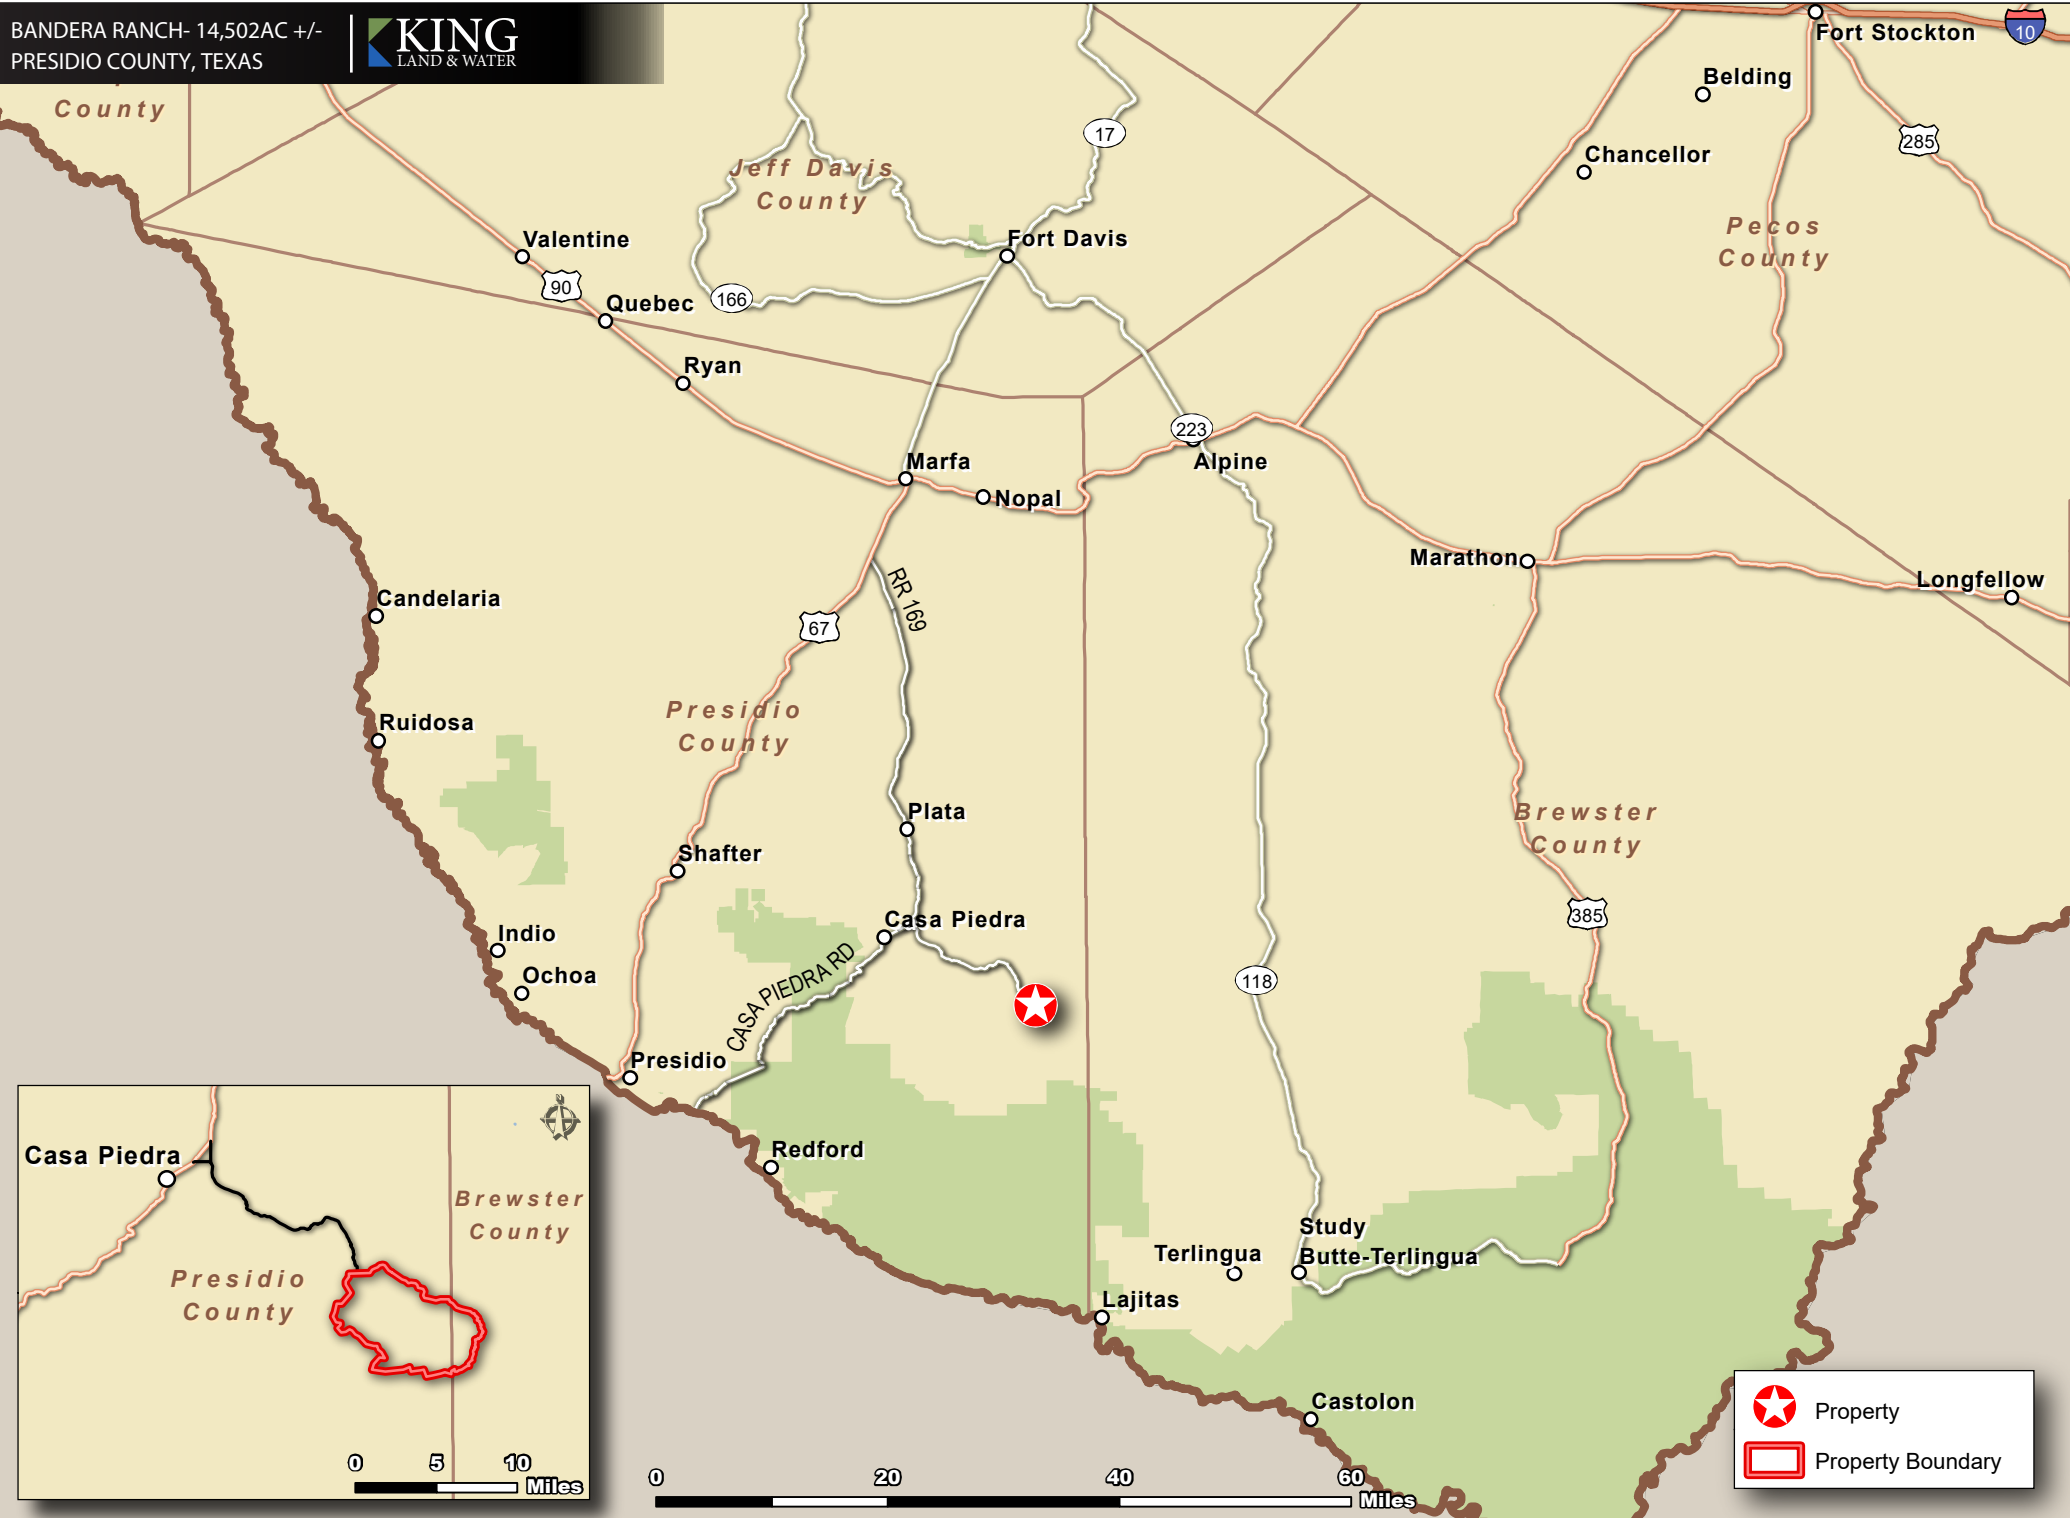 BANDERA RANCH- 14,502AC +/-
PRESIDIO COUNTY, TEXAS
KING
LAND & WATER
County
Fort Stockton
10
Belding
285
Chancellor
17
Jeff Davis
County
Pecos
County
Fort Davis
Valentine
90
166
Quebec
Ryan
223
Alpine
Marfa
Nopal
Marathon
Longfellow
RR 169
Candelaria
67
Presidio
County
Ruidosa
Plata
Brewster
County
Shafter
385
Casa Piedra
Indio
CASA PIEDRA RD
Ochoa
118
Presidio
Redford
Study
Butte-Terlingua
Terlingua
Lajitas
Castolon
Casa Piedra
Brewster
County
Presidio
County
0 5 10
Miles
0 20 40 60
Miles
Property
Property Boundary